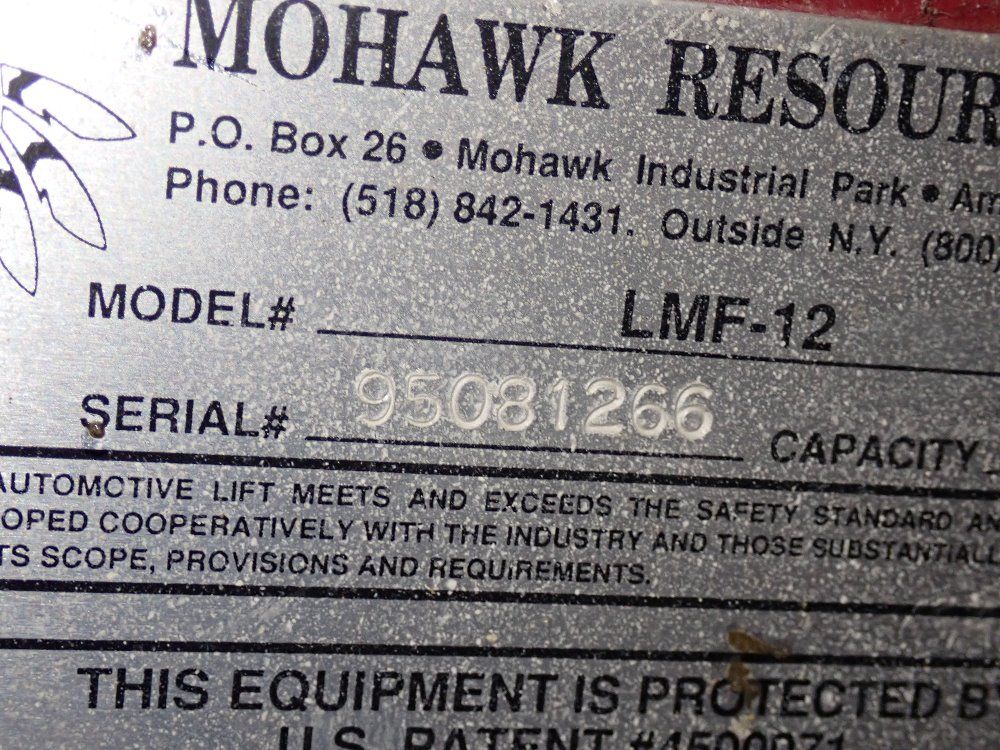 MOHAWK RESOUR
P.O. Box 26 • Mohawk Industrial Park • Am
Phone: (518) 842-1431. Outside N.Y. (800)
MODEL# LMF-12
SERIAL# 95081266 CAPACITY
AUTOMOTIVE LIFT MEETS AND EXCEEDS THE SAFETY STANDARD AN
OPED COOPERATIVELY WITH THE INDUSTRY AND THOSE SUBSTANTIALL
TS SCOPE, PROVISIONS AND REQUIREMENTS.
THIS EQUIPMENT IS PROTECTED B
U.S. PATENT #4500071